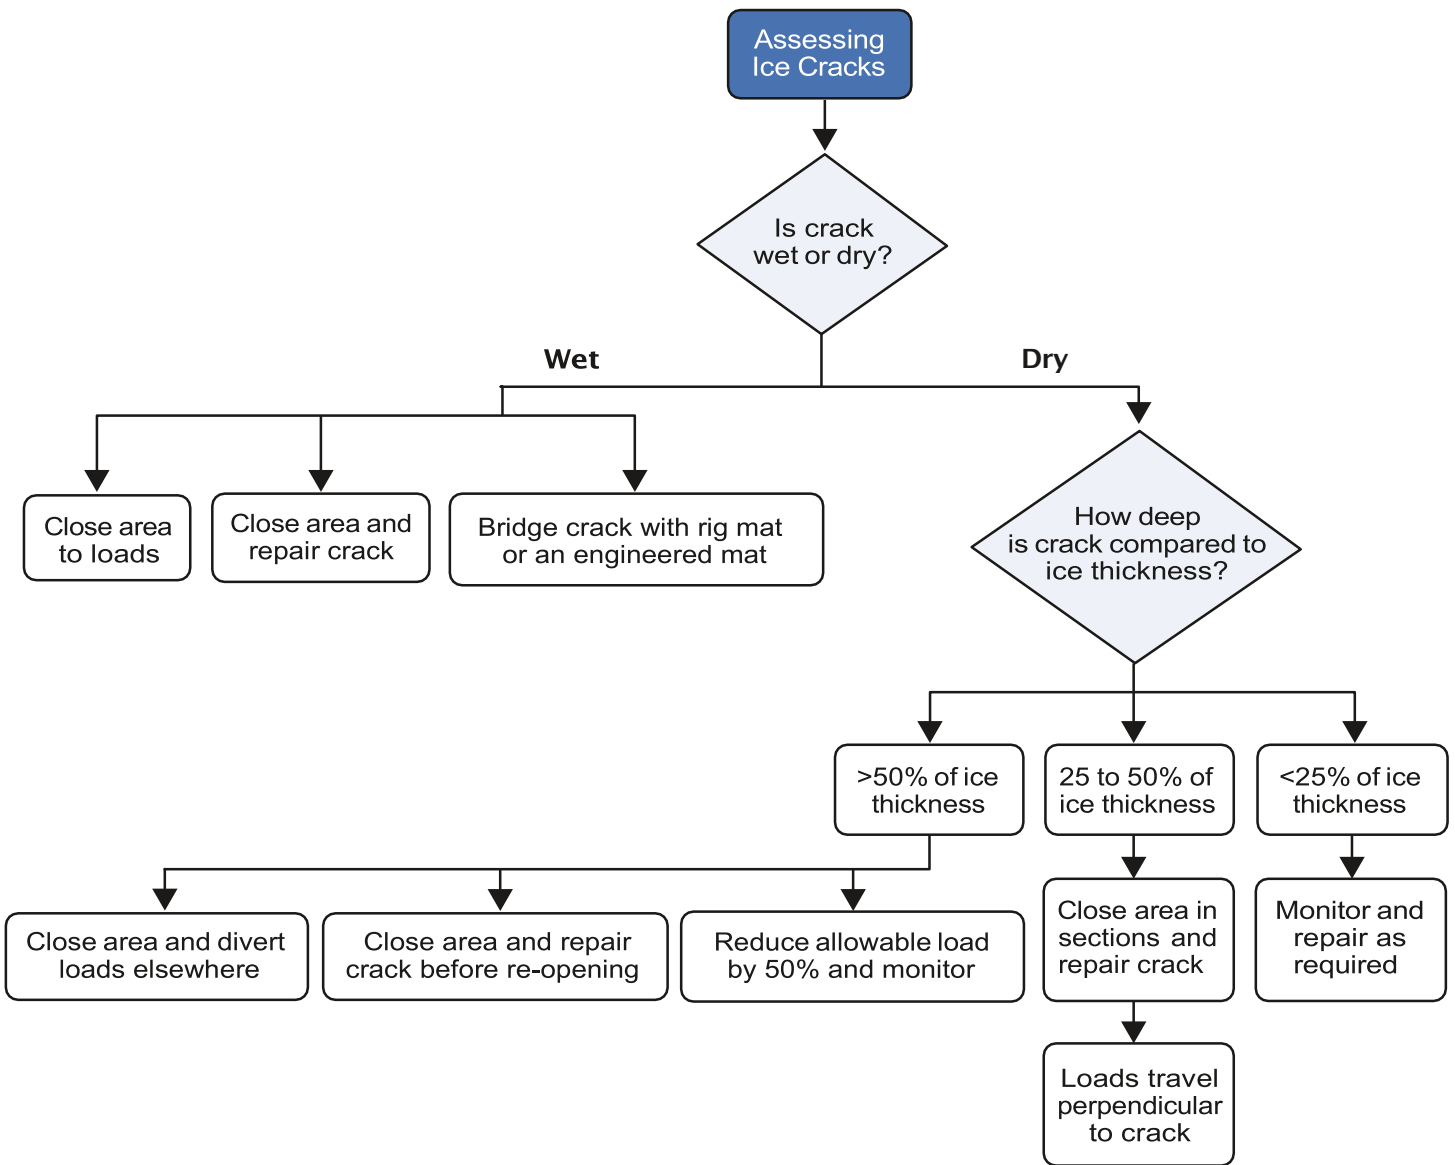 Assessing
Ice Cracks
Is crack
wet or dry?
Wet
Dry
Close area
to loads
Close area and
repair crack
Bridge crack with rig mat
or an engineered mat
How deep
is crack compared to
ice thickness?
>50% of ice
thickness
25 to 50% of
ice thickness
<25% of ice
thickness
Close area and divert
loads elsewhere
Close area and repair
crack before re-opening
Reduce allowable load
by 50% and monitor
Close area in
sections and
repair crack
Monitor and
repair as
required
Loads travel
perpendicular
to crack